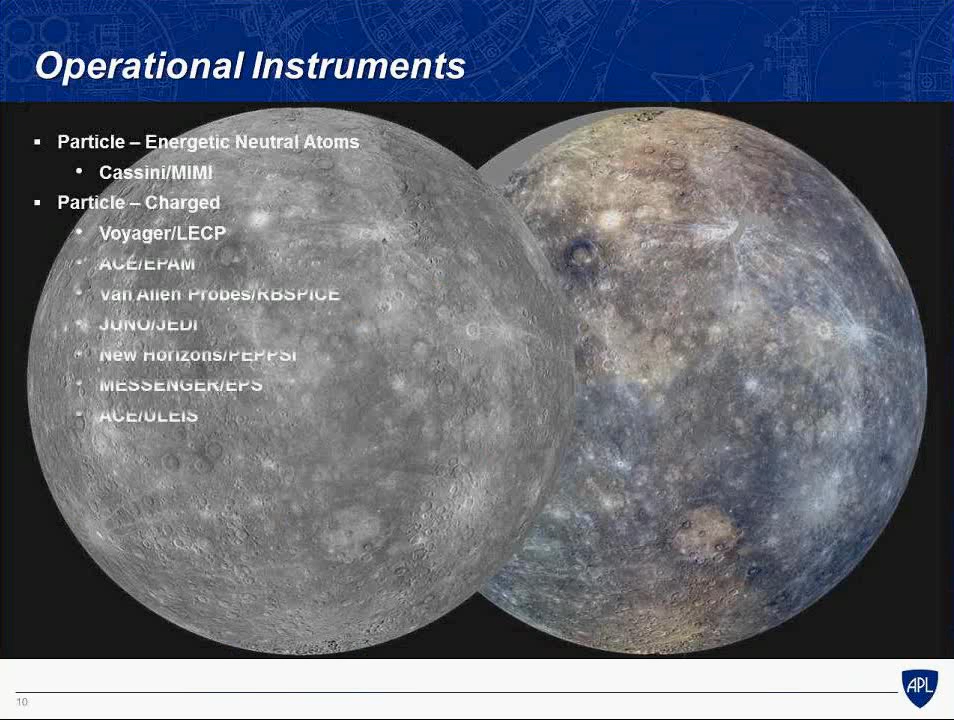 Operational Instruments
▪ Particle – Energetic Neutral Atoms
• Cassini/MIMI
▪ Particle – Charged
• Voyager/LECP
• ACE/EPAM
• Van Allen Probes/RBSPICE
• JUNO/JEDI
• New Horizons/PEPPSI
• MESSENGER/EPS
• ACE/ULEIS
10
APL